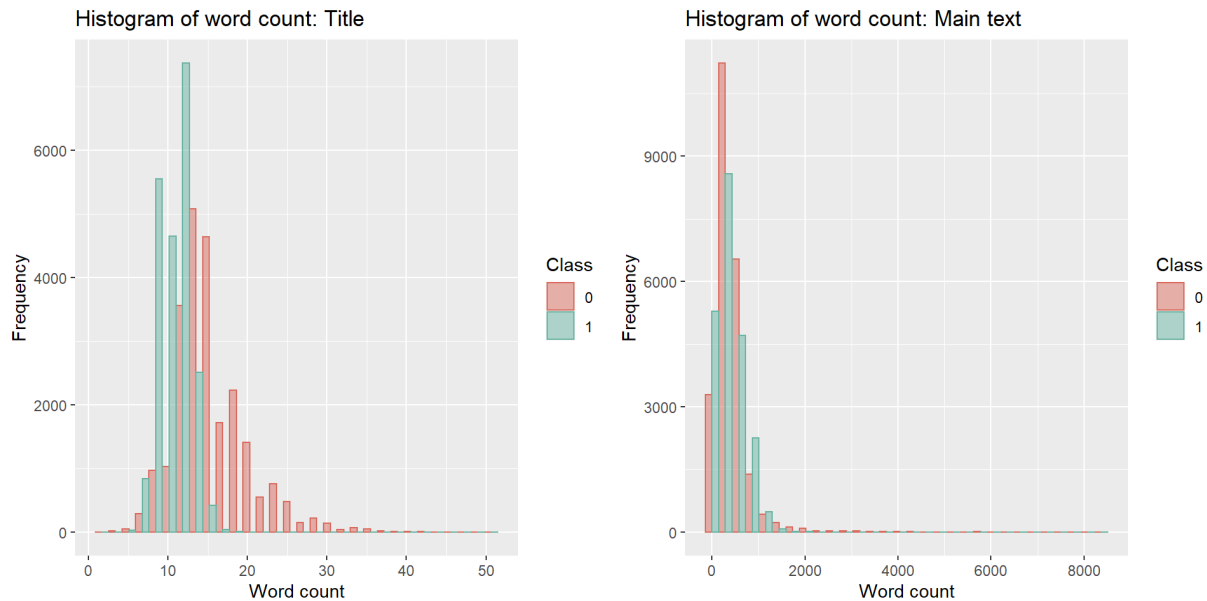 Histogram of word count: Title
6000
4000
2000
0
Frequency
0 10 20 30 40 50
Word count
Class
0
1
Histogram of word count: Main text
9000
6000
3000
0
Frequency
0 2000 4000 6000 8000
Word count
Class
0
1